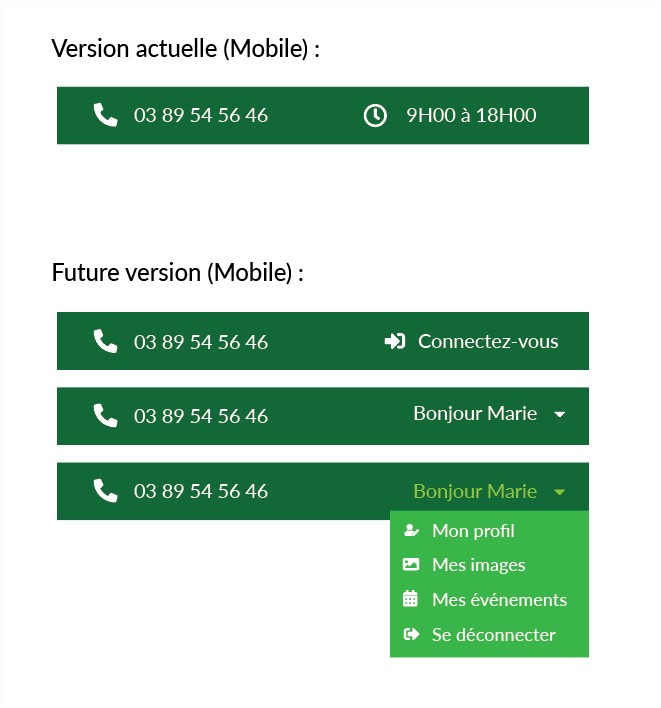 Version actuelle (Mobile) :
03 89 54 56 46 9H00 à 18H00
Future version (Mobile) :
03 89 54 56 46 Connectez-vous
03 89 54 56 46 Bonjour Marie
03 89 54 56 46 Bonjour Marie
Mon profil
Mes images
Mes événements
Se déconnecter